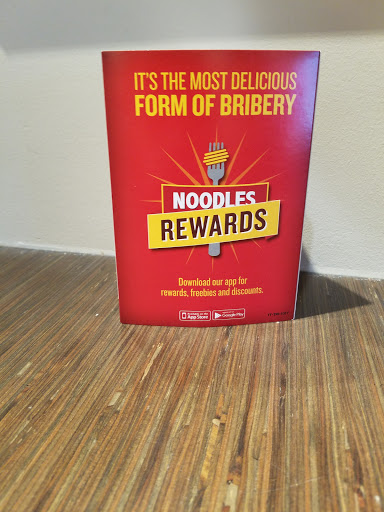 IT'S THE MOST DELICIOUS
FORM OF BRIBERY
NOODLES
REWARDS
Download our app for
rewards, freebies and discounts.
App Store
Google Play